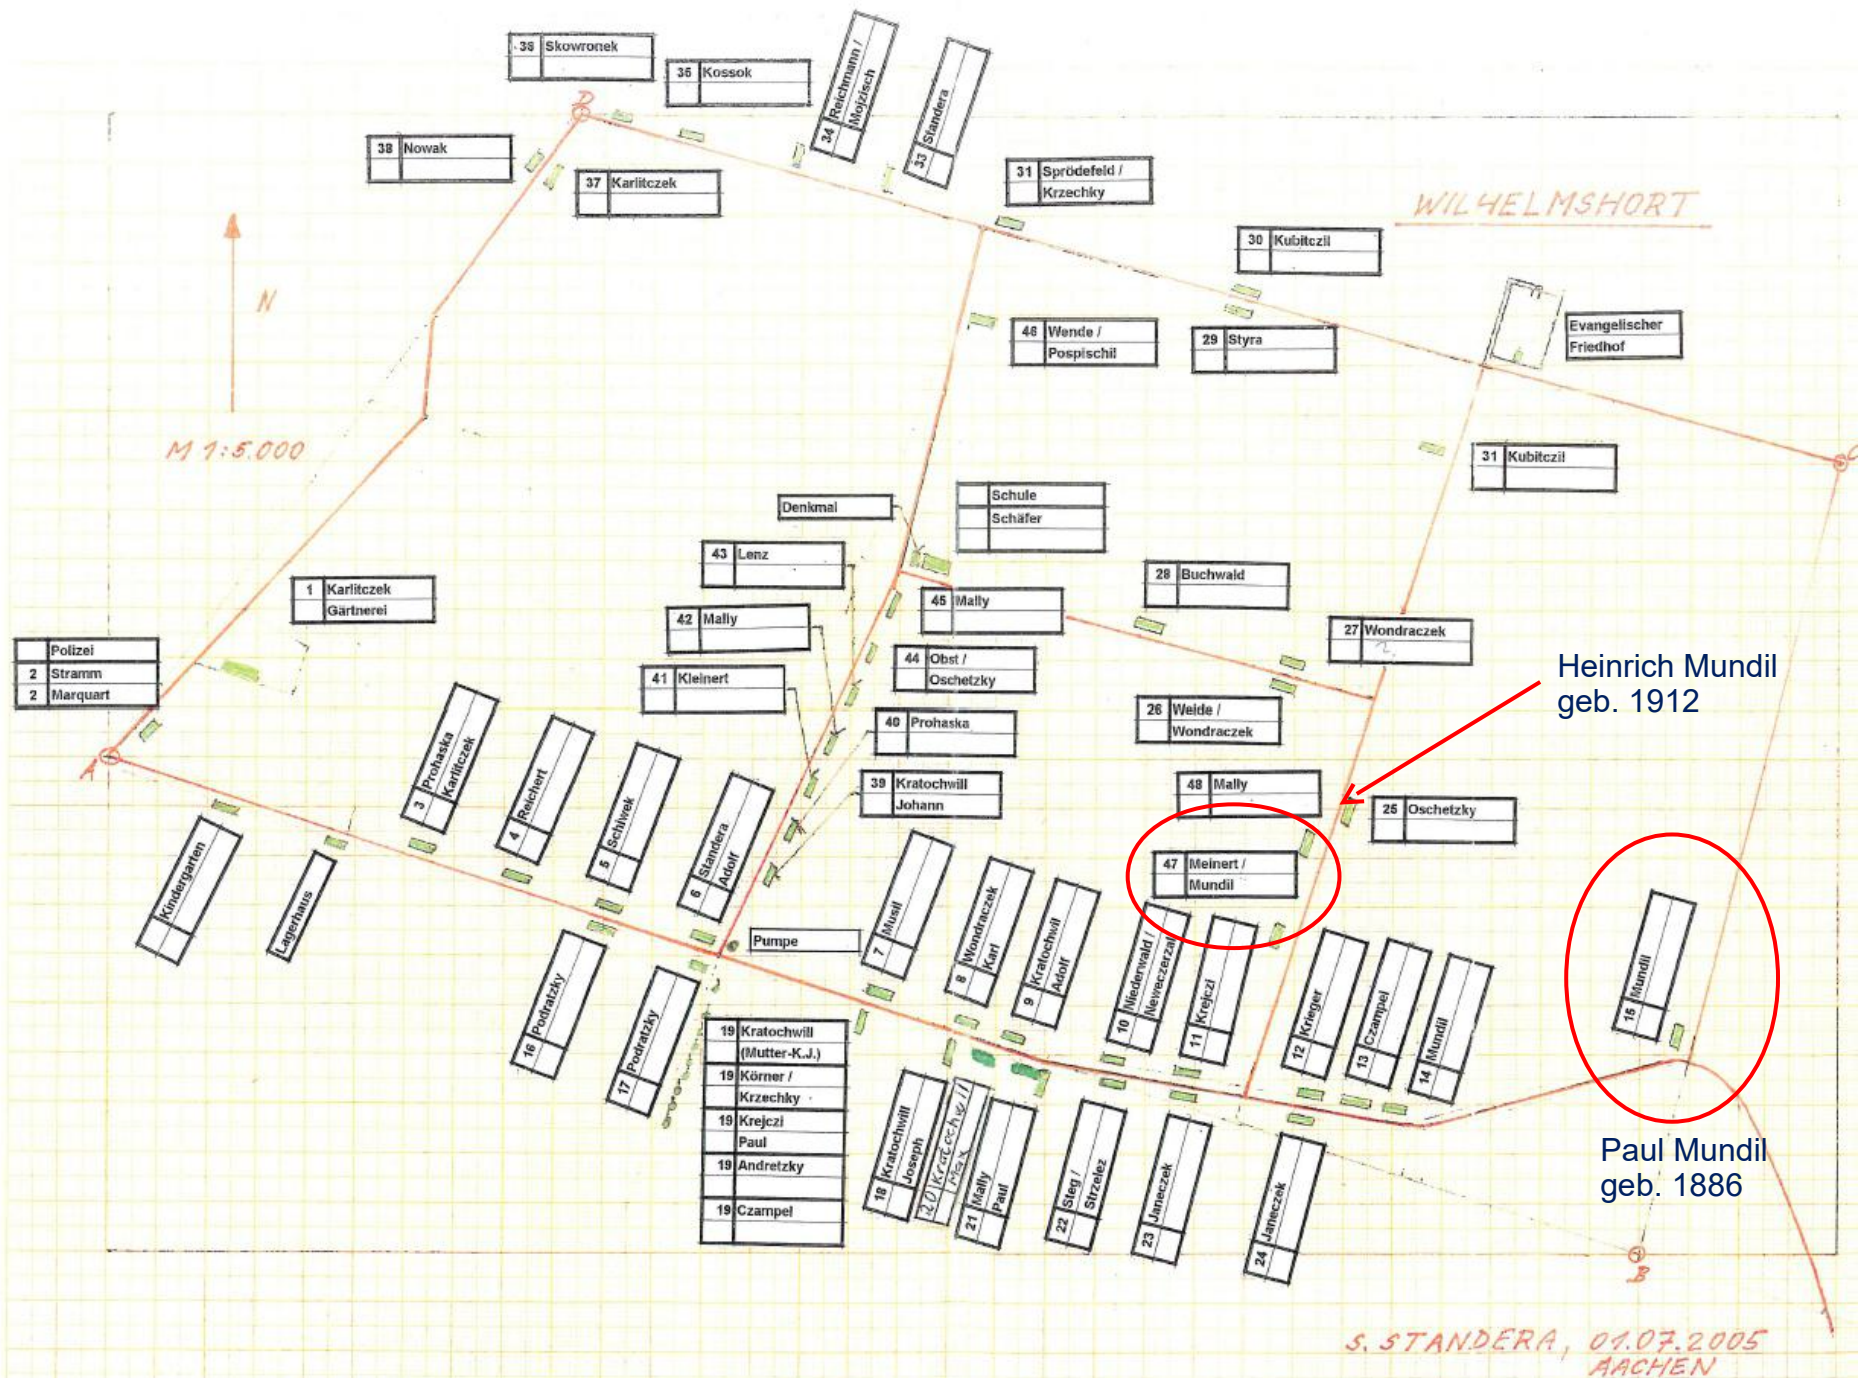 36 Skowronek
35 Kossok
34 Reichmann /
Mojzisch
33 Standera
D
38 Nowak
37 Karlitczek
31 Sprödefeld /
Krzechky
WILHELMSHORT
30 Kubitczil
N
46 Wende /
Pospischil
29 Styra
Evangelischer
Friedhof
M 1:5.000
31 Kubitczil
C
Denkmal
Schule
Schäfer
43 Lenz
28 Buchwald
1 Karlitczek
Gärtnerei
45 Mally
42 Mally
27 Wondraczek
Polizei
2 Stramm
2 Marquart
44 Obst /
Oschetzky
41 Kleinert
Heinrich Mundil
geb. 1912
26 Weide /
Wondraczek
40 Prohaska
A
3 Prohaska
Karlitczek
4 Reichert
5 Schiwek
6 Standera
Adolf
39 Kratochwill
Johann
48 Mally
25 Oschetzky
47 Meinert /
Mundil
Kindergarten
Lagerhaus
Pumpe
7 Musil
8 Wondraczek
Karl
9 Kratochwil
Adolf
10 Niederwald /
Neweczerzal
11 Krejczi
12 Krieger
13 Czampel
14 Mundil
15 Mundil
16 Podratzky
17 Podratzky
19 Kratochwill
(Mutter-K.J.)
19 Körner /
Krzechky
19 Krejczi
Paul
19 Andretzky
19 Czampel
18 Kratochwill
Joseph
20 Kratochwill
Max
21 Mally
Paul
22 Steg /
Strzelez
23 Janeczek
24 Janeczek
Paul Mundil
geb. 1886
B
S. STANDERA, 01.07.2005
AACHEN